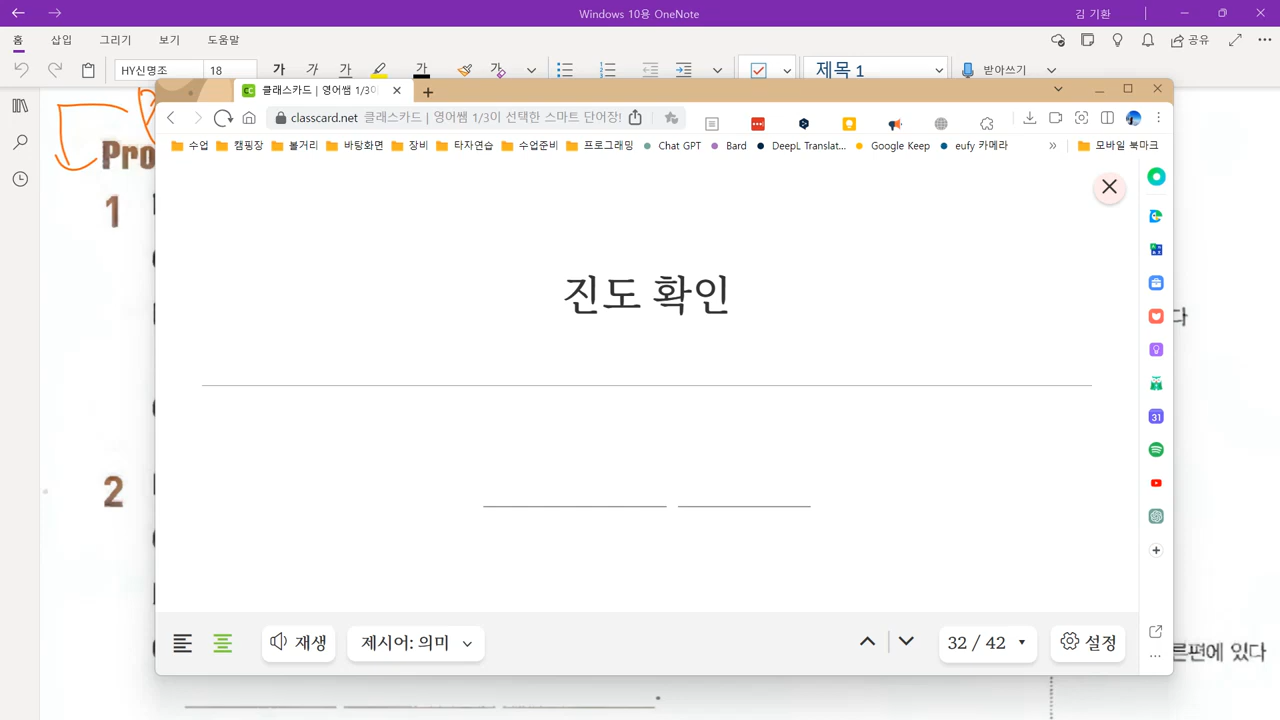 Windows 10용 OneNote
김 기환
홈 삽입 그리기 보기 도움말
공유
HY신명조 18 가 가 가 가 가 제목 1 받아쓰기
클래스카드 | 영어쌤 1/3이
classcard.net 클래스카드 | 영어쌤 1/3이 선택한 스마트 단어장!
수업 캠핑장 볼거리 바탕화면 장비 타자연습 수업준비 프로그래밍 Chat GPT Bard DeepL Translat... Google Keep eufy 카메라 모바일 북마크
Pro
1
진도 확인
31
다
2
재생 제시어: 의미 32 / 42 설정
른편에 있다